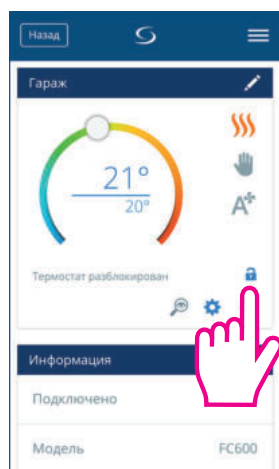 Назад
Гараж
21°
20°
A+
Термостат разблокирован
Информация
Подключено
Модель FC600